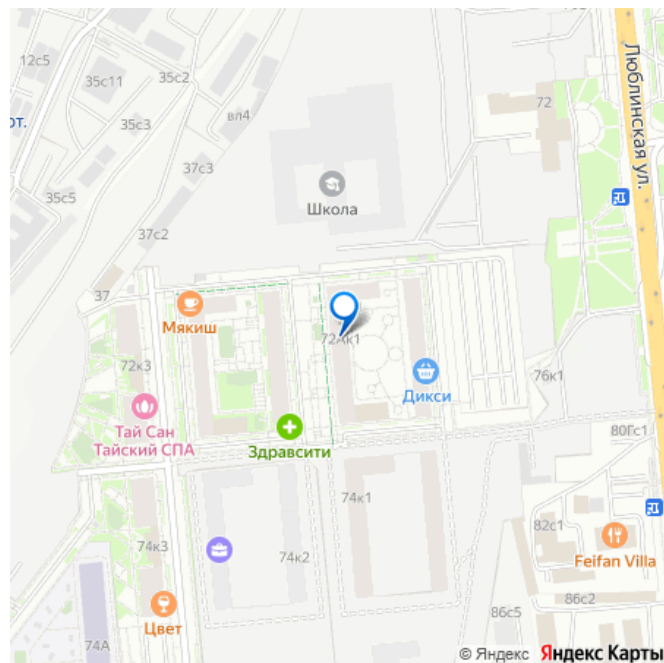 12с5
35с11
35с2
72
Люблинская ул.
от.
35с3
вл4
37с3
35с5
Школа
37с2
37
Мякиш
72Ак1
72к3
Дикси
76к1
Тай Сан
Тайский СПА
Здравсити
80Гс1
74к1
82с1
74к3
74к2
Feifan Villa
86с2
86с5
Цвет
74А
© Яндекс Яндекс Карты